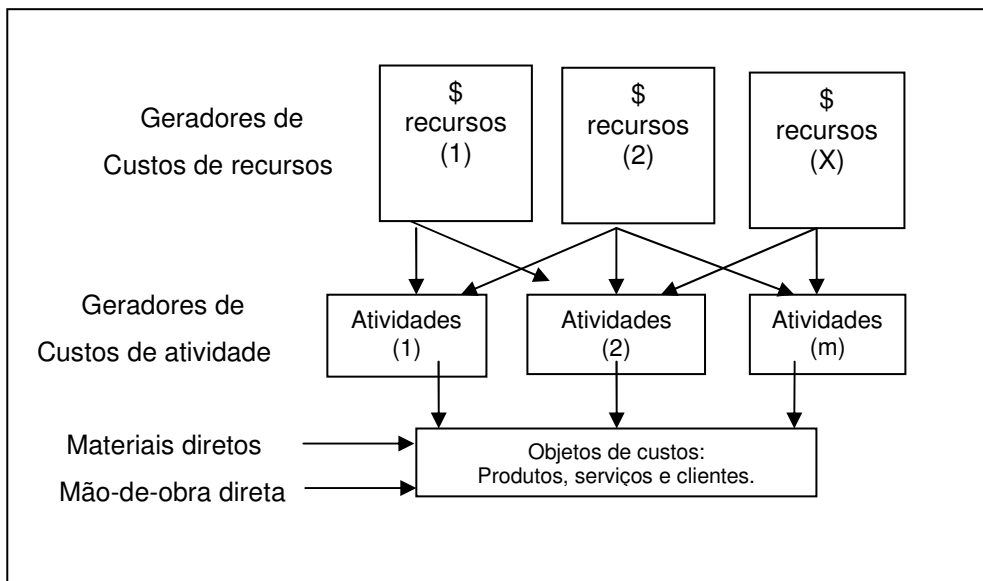 Geradores de
Custos de recursos
$
recursos
(1)
$
recursos
(2)
$
recursos
(X)
Geradores de
Custos de atividade
Atividades
(1)
Atividades
(2)
Atividades
(m)
Materiais diretos
Mão-de-obra direta
Objetos de custos:
Produtos, serviços e clientes.